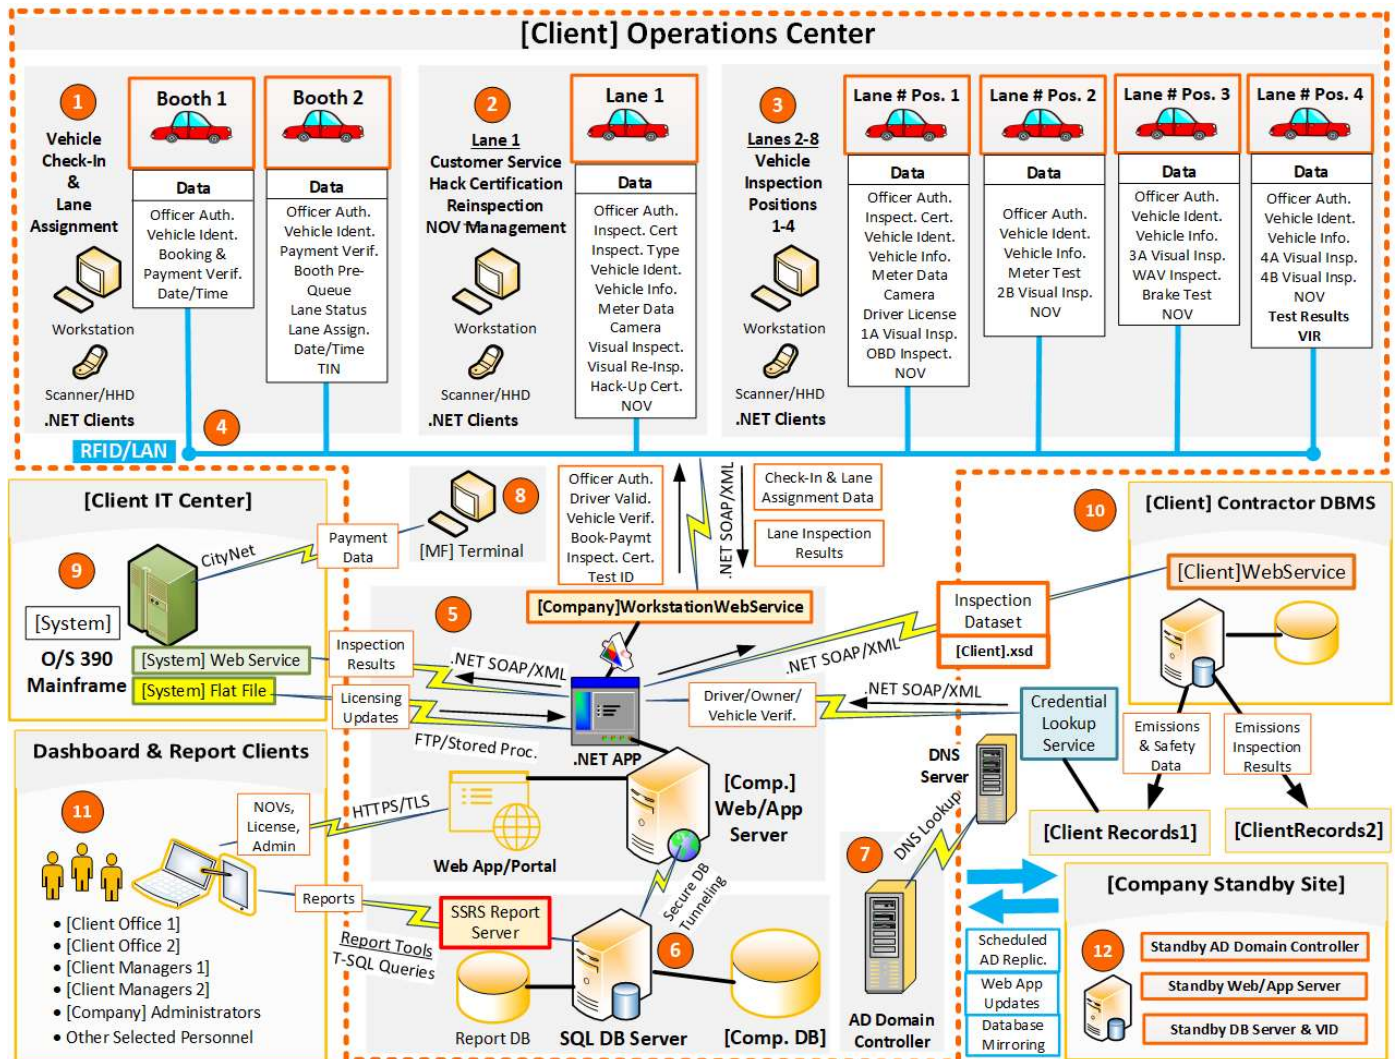 [Client] Operations Center
1
Vehicle
Check-In
&
Lane
Assignment
Workstation
Scanner/HHD
.NET Clients
Booth 1
Data
Officer Auth.
Vehicle Ident.
Booking &
Payment Verif.
Date/Time
Booth 2
Data
Officer Auth.
Vehicle Ident.
Payment Verif.
Booth Pre-
Queue
Lane Status
Lane Assign.
Date/Time
TIN
2
Lane 1
Customer Service
Hack Certification
Reinspection
NOV Management
Workstation
Scanner/HHD
.NET Clients
Lane 1
Data
Officer Auth.
Inspect. Cert
Inspect. Type
Vehicle Ident.
Vehicle Info.
Meter Data
Camera
Visual Inspect.
Visual Re-Insp.
Hack-Up Cert.
NOV
3
Lanes 2-8
Vehicle
Inspection
Positions
1-4
Workstation
Scanner/HHD
.NET Clients
Lane # Pos. 1
Data
Officer Auth.
Inspect. Cert.
Vehicle Ident.
Vehicle Info.
Meter Data
Camera
Driver License
1A Visual Insp.
OBD Inspect.
NOV
Lane # Pos. 2
Data
Officer Auth.
Vehicle Ident.
Vehicle Info.
Meter Test
2B Visual Insp.
NOV
Lane # Pos. 3
Data
Officer Auth.
Vehicle Ident.
Vehicle Info.
3A Visual Insp.
WAV Inspect.
Brake Test
NOV
Lane # Pos. 4
Data
Officer Auth.
Vehicle Ident.
Vehicle Info.
4A Visual Insp.
4B Visual Insp.
NOV
Test Results
VIR
4
RFID/LAN
[Client IT Center]
CityNet
Payment
Data
8
[MF] Terminal
9
[System]
O/S 390
Mainframe
[System] Web Service
[System] Flat File
Inspection
Results
.NET SOAP/XML
Licensing
Updates
FTP/Stored Proc.
Officer Auth.
Driver Valid.
Vehicle Verif.
Book-Paymt
Inspect. Cert.
Test ID
.NET SOAP/XML
Check-In & Lane
Assignment Data
Lane Inspection
Results
5
[Company]WorkstationWebService
.NET APP
[Comp.]
Web/App
Server
Web App/Portal
.NET SOAP/XML
Inspection
Dataset
[Client].xsd
Driver/Owner/
Vehicle Verif.
.NET SOAP/XML
10
[Client] Contractor DBMS
[Client]WebService
Credential
Lookup
Service
Emissions
& Safety
Data
Emissions
Inspection
Results
[Client Records1]
[ClientRecords2]
Dashboard & Report Clients
11
NOVs,
License,
Admin
HTTPS/TLS
Reports
• [Client Office 1]
• [Client Office 2]
• [Client Managers 1]
• [Client Managers 2]
• [Company] Administrators
• Other Selected Personnel
SSRS Report
Server
Report Tools
T-SQL Queries
Report DB
Secure DB
Tunneling
6
SQL DB Server
[Comp. DB]
7
DNS Lookup
DNS
Server
AD Domain
Controller
Scheduled
AD Replic.
Web App
Updates
Database
Mirroring
[Company Standby Site]
12
Standby AD Domain Controller
Standby Web/App Server
Standby DB Server & VID